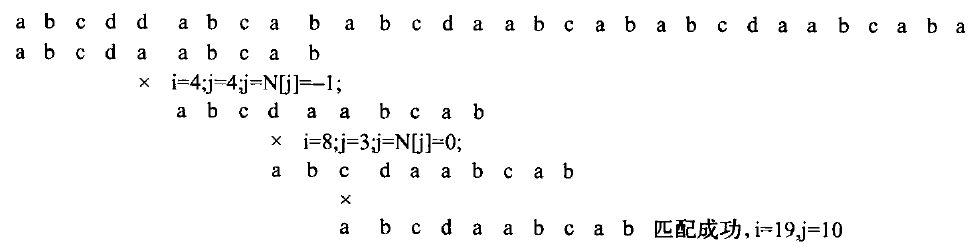 a b c d d a b c a b a b c d a a b c a b a b c d a a b c a b a
a b c d a a b c a b
× i=4;j=4;j=N[j]=–1;
a b c d a a b c a b
× i=8;j=3;j=N[j]=0;
a b c d a a b c a b
×
a b c d a a b c a b 匹配成功,i=19,j=10